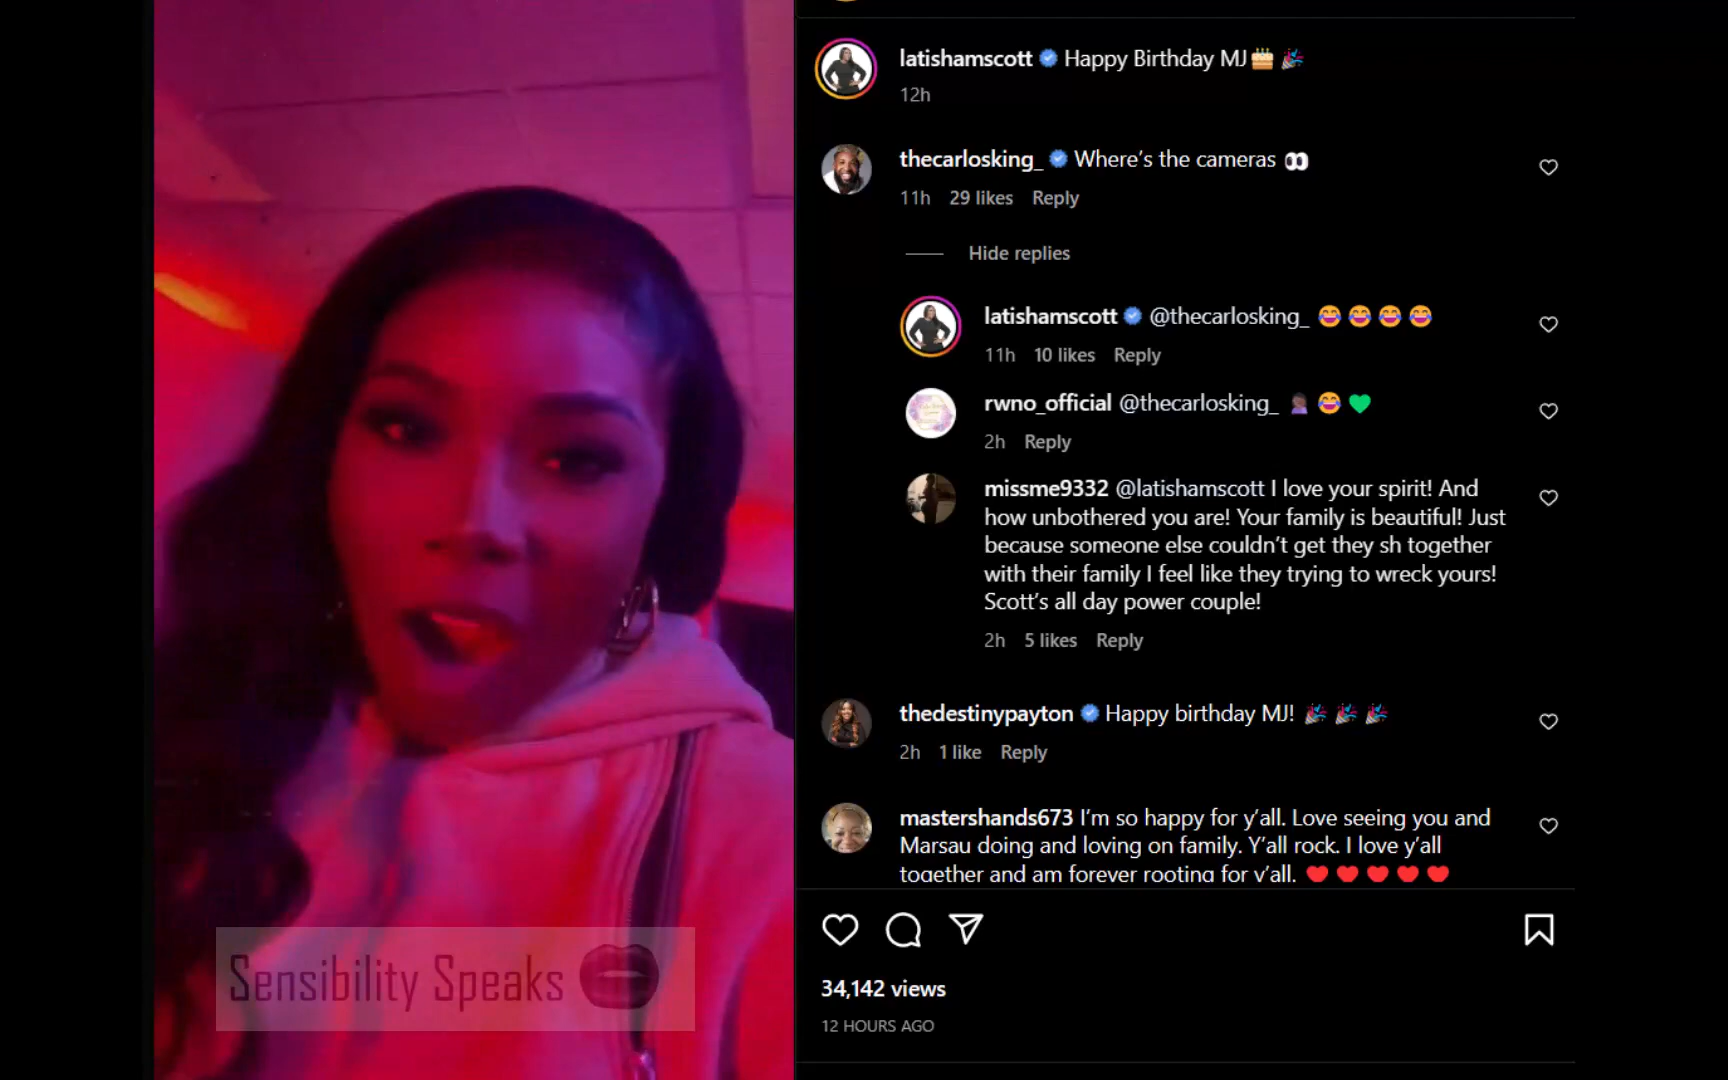 latishamscott Happy Birthday MJ🎂 🎉
12h
thecarlosking_ Where's the cameras 👀
11h 29 likes Reply
Hide replies
latishamscott @thecarlosking_ 😂 😂 😂 😂
11h 10 likes Reply
rwno_official @thecarlosking_ 🤦🏾‍♀️ 😂 💚
2h Reply
missme9332 @latishamscott I love your spirit! And
how unbothered you are! Your family is beautiful! Just
because someone else couldn't get they sh together
with their family I feel like they trying to wreck yours!
Scott's all day power couple!
2h 5 likes Reply
thedestinypayton Happy birthday MJ! 🎉 🎉 🎉
2h 1 like Reply
mastershands673 I'm so happy for y'all. Love seeing you and
Marsau doing and loving on family. Y'all rock. I love y'all
together and am forever rooting for y'all. ❤️ ❤️ ❤️ ❤️ ❤️
Sensibility Speaks
34,142 views
12 HOURS AGO